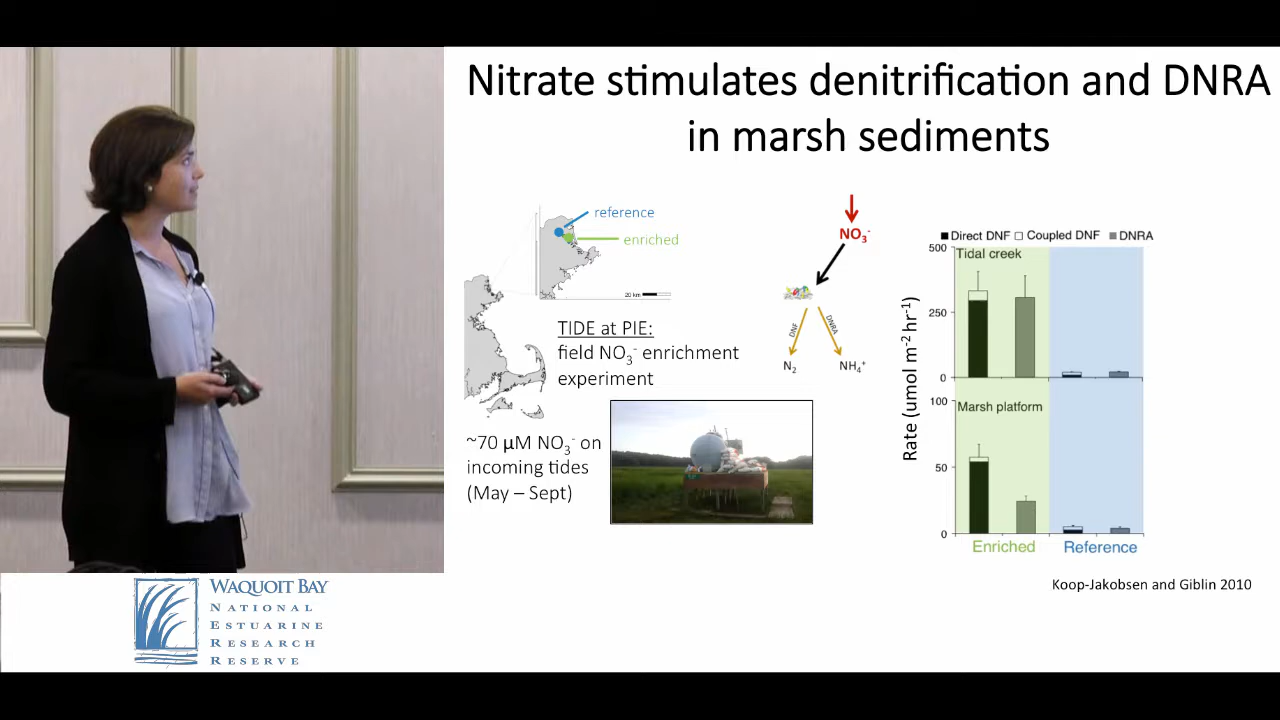 Nitrate stimulates denitrification and DNRA
in marsh sediments
reference
enriched
20 km
TIDE at PIE:
field NO₃⁻ enrichment
experiment
~70 µM NO₃⁻ on
incoming tides
(May – Sept)
NO₃⁻
DNF
DNRA
N₂
NH₄⁺
Direct DNF Coupled DNF DNRA
500
Tidal creek
250
0
100
Marsh platform
50
0
Rate (umol m⁻² hr⁻¹)
Enriched
Reference
Koop-Jakobsen and Giblin 2010
WAQUOIT BAY
NATIONAL
ESTUARINE
RESEARCH
RESERVE